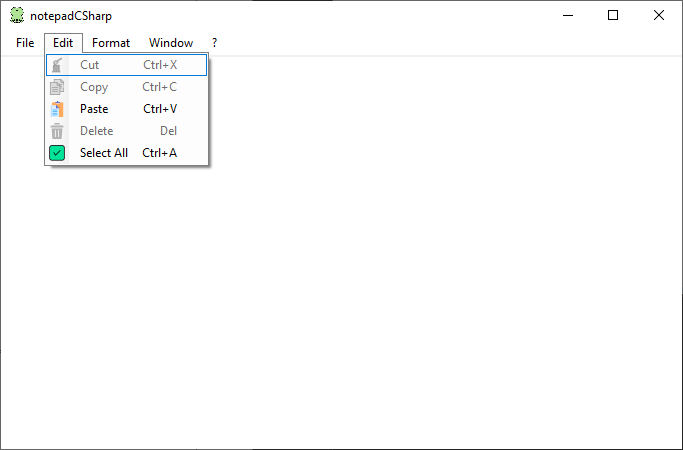 notepadCSharp
File Edit Format Window ?
Cut Ctrl+X
Copy Ctrl+C
Paste Ctrl+V
Delete Del
Select All Ctrl+A